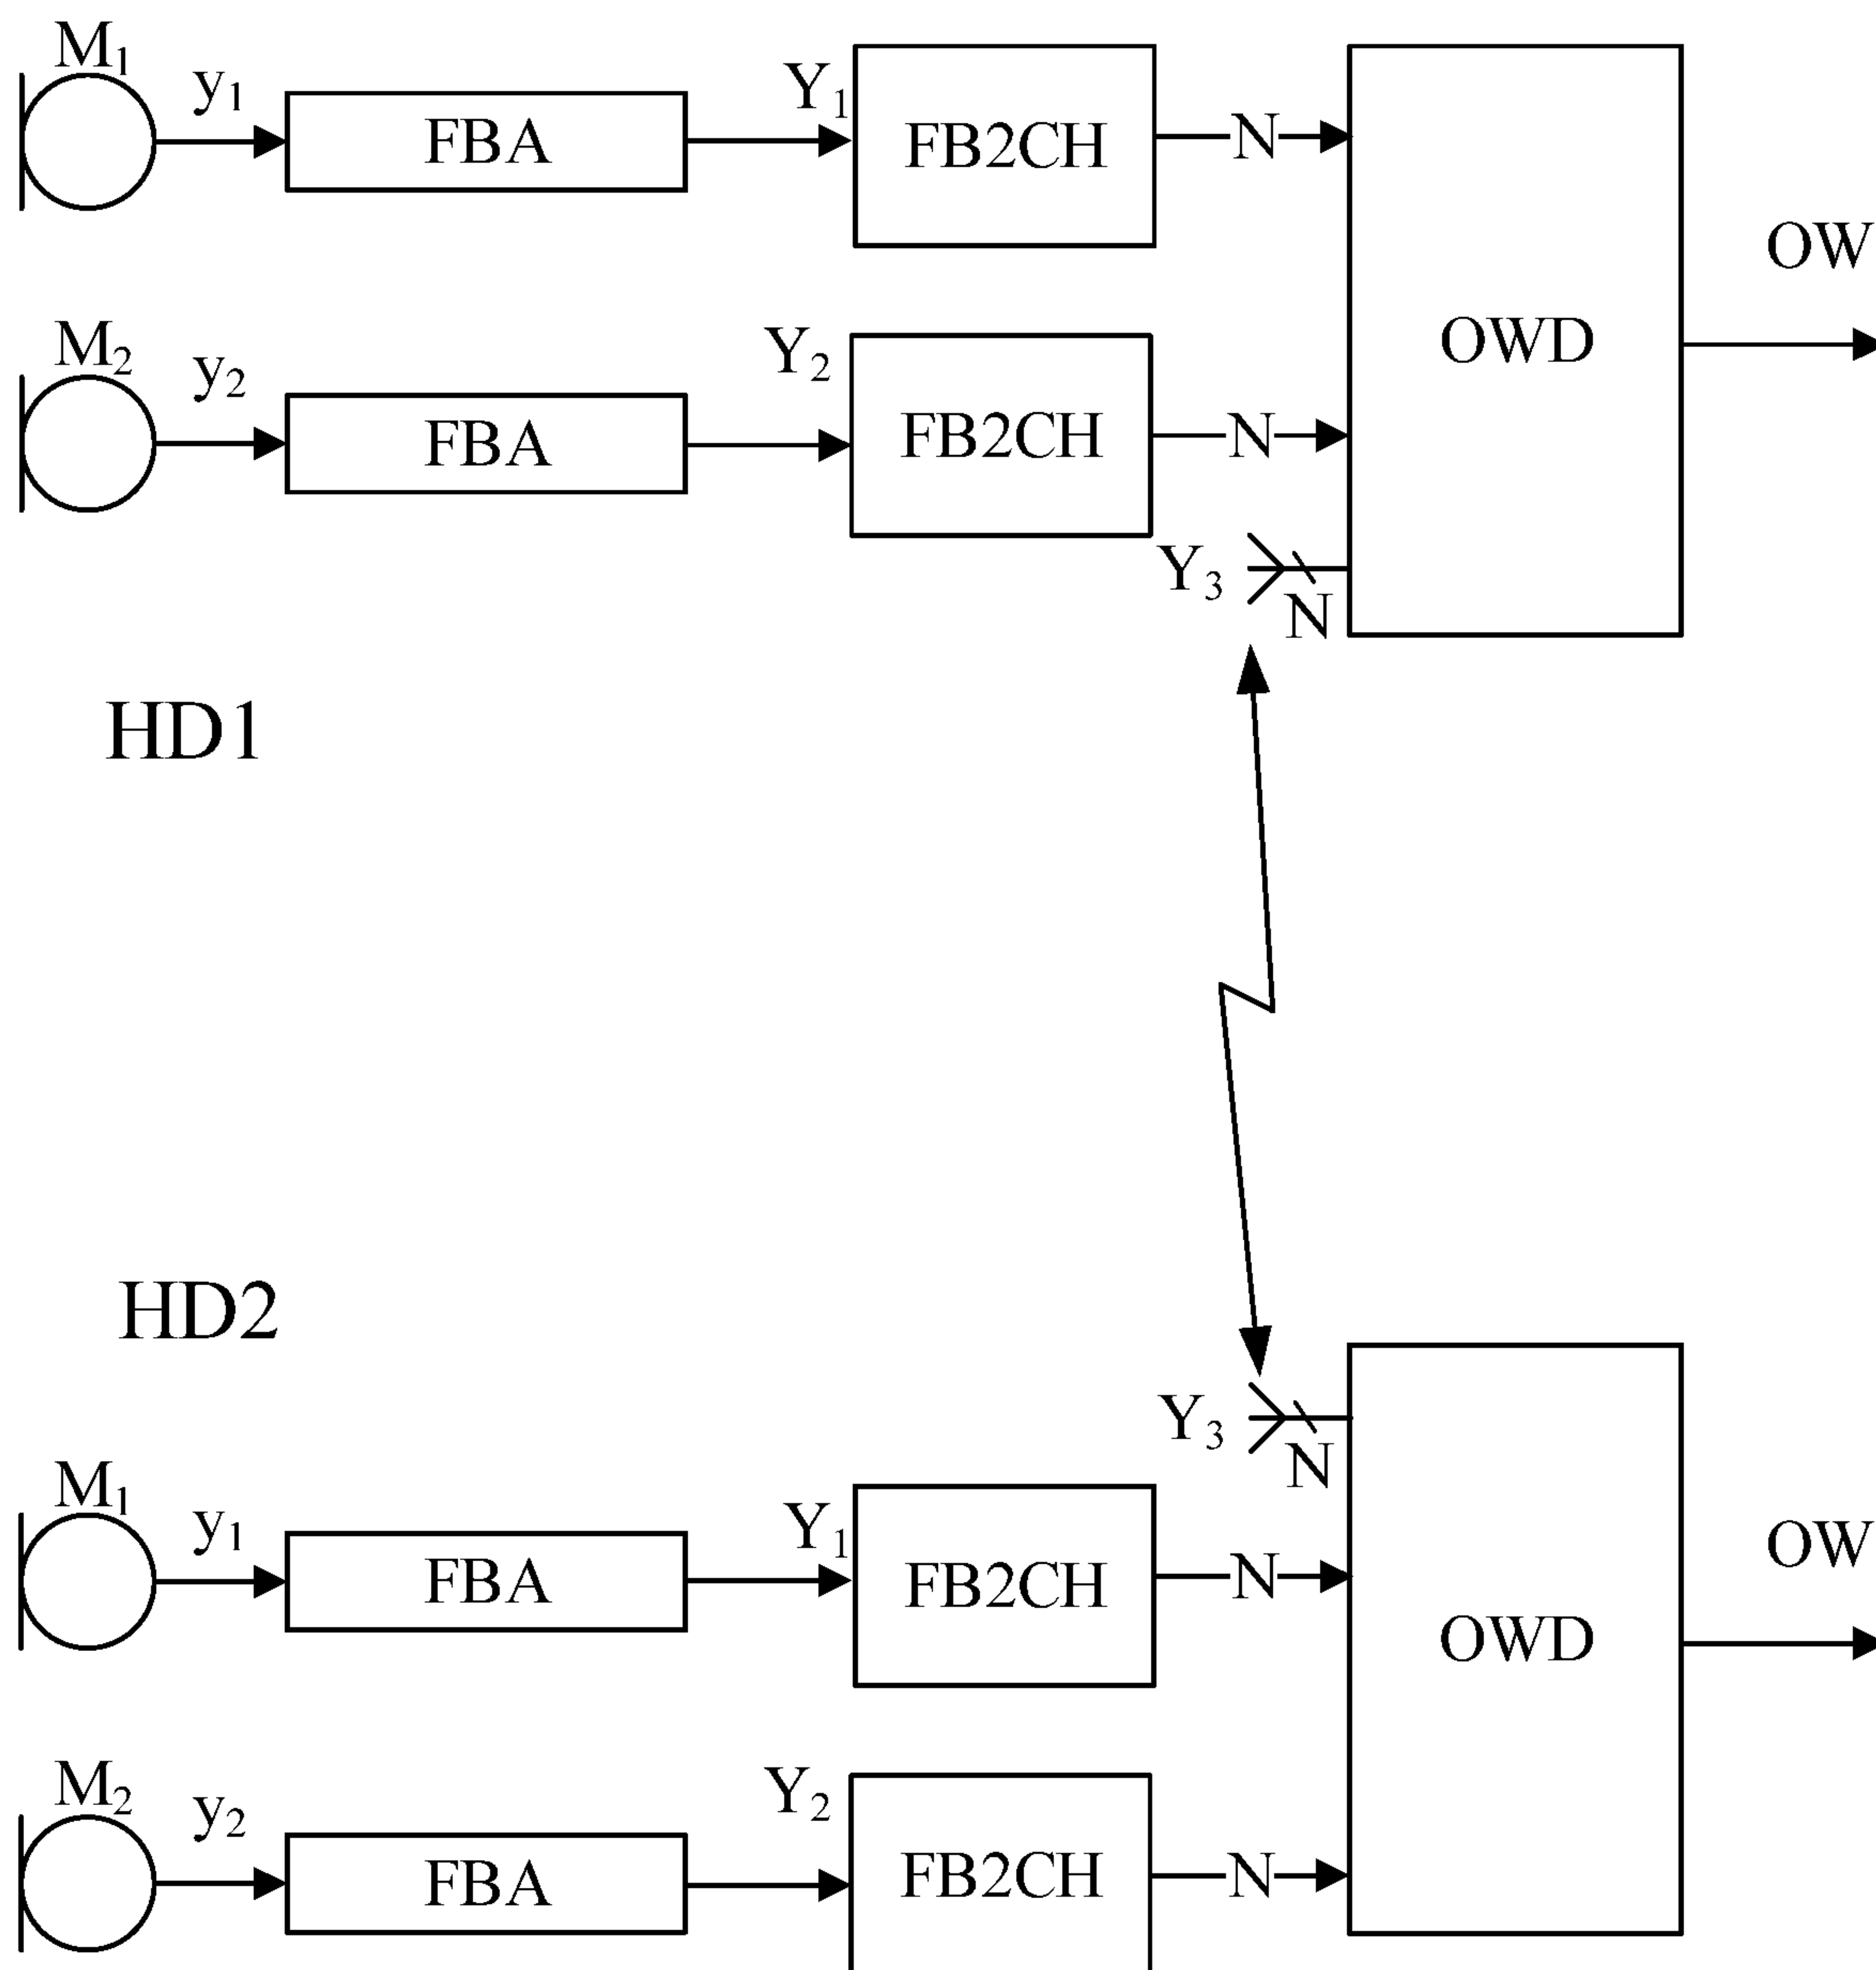 M₁
y₁
FBA
Y₁
FB2CH
N
OW
M₂
y₂
FBA
Y₂
FB2CH
N
OWD
Y₃
N
HD1
HD2
Y₃
N
M₁
y₁
FBA
Y₁
FB2CH
N
OW
OWD
M₂
y₂
FBA
Y₂
FB2CH
N